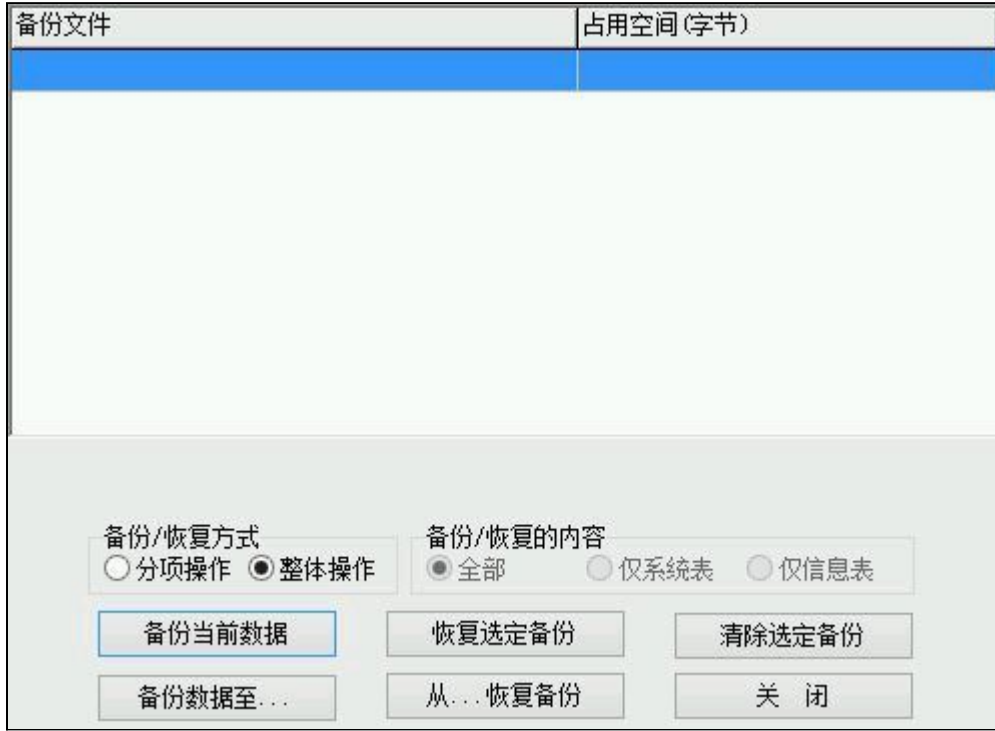 备份文件 占用空间(字节)
备份/恢复方式 备份/恢复的内容
分项操作 整体操作 全部 仅系统表 仅信息表
备份当前数据 恢复选定备份 清除选定备份
备份数据至... 从...恢复备份 关 闭